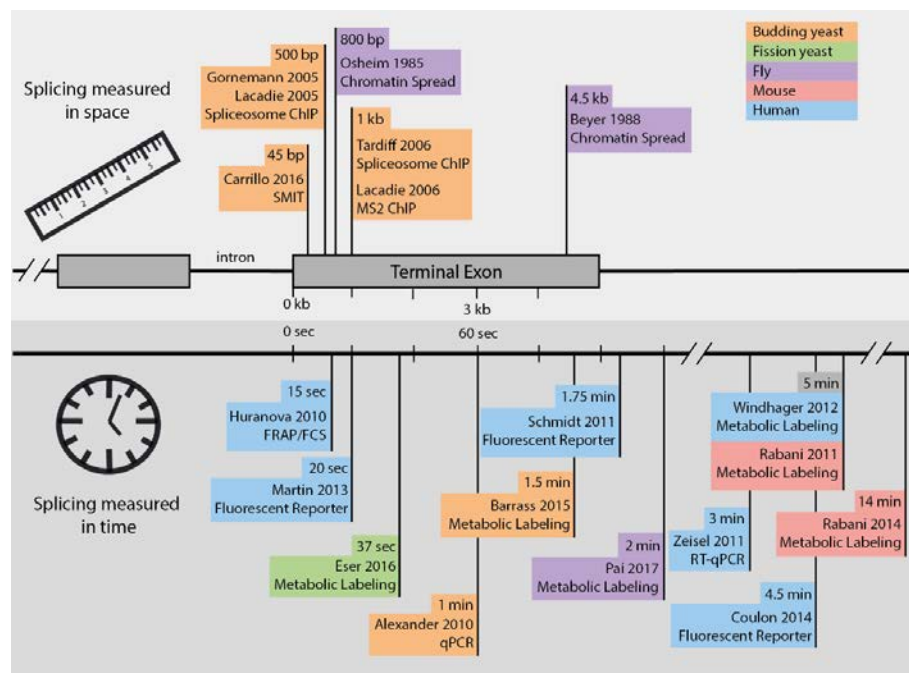 Budding yeast
Fission yeast
Fly
Mouse
Human
Splicing measured
in space
1 2 3 4 5
500 bp
Gornemann 2005
Lacadie 2005
Spliceosome ChIP
800 bp
Osheim 1985
Chromatin Spread
45 bp
Carrillo 2016
SMIT
1 kb
Tardiff 2006
Spliceosome ChIP
Lacadie 2006
MS2 ChIP
4.5 kb
Beyer 1988
Chromatin Spread
intron
Terminal Exon
0 kb
3 kb
0 sec
60 sec
Splicing measured
in time
15 sec
Huranova 2010
FRAP/FCS
20 sec
Martin 2013
Fluorescent Reporter
37 sec
Eser 2016
Metabolic Labeling
1 min
Alexander 2010
qPCR
1.75 min
Schmidt 2011
Fluorescent Reporter
1.5 min
Barrass 2015
Metabolic Labeling
2 min
Pai 2017
Metabolic Labeling
5 min
Windhager 2012
Metabolic Labeling
Rabani 2011
Metabolic Labeling
3 min
Zeisel 2011
RT-qPCR
14 min
Rabani 2014
Metabolic Labeling
4.5 min
Coulon 2014
Fluorescent Reporter